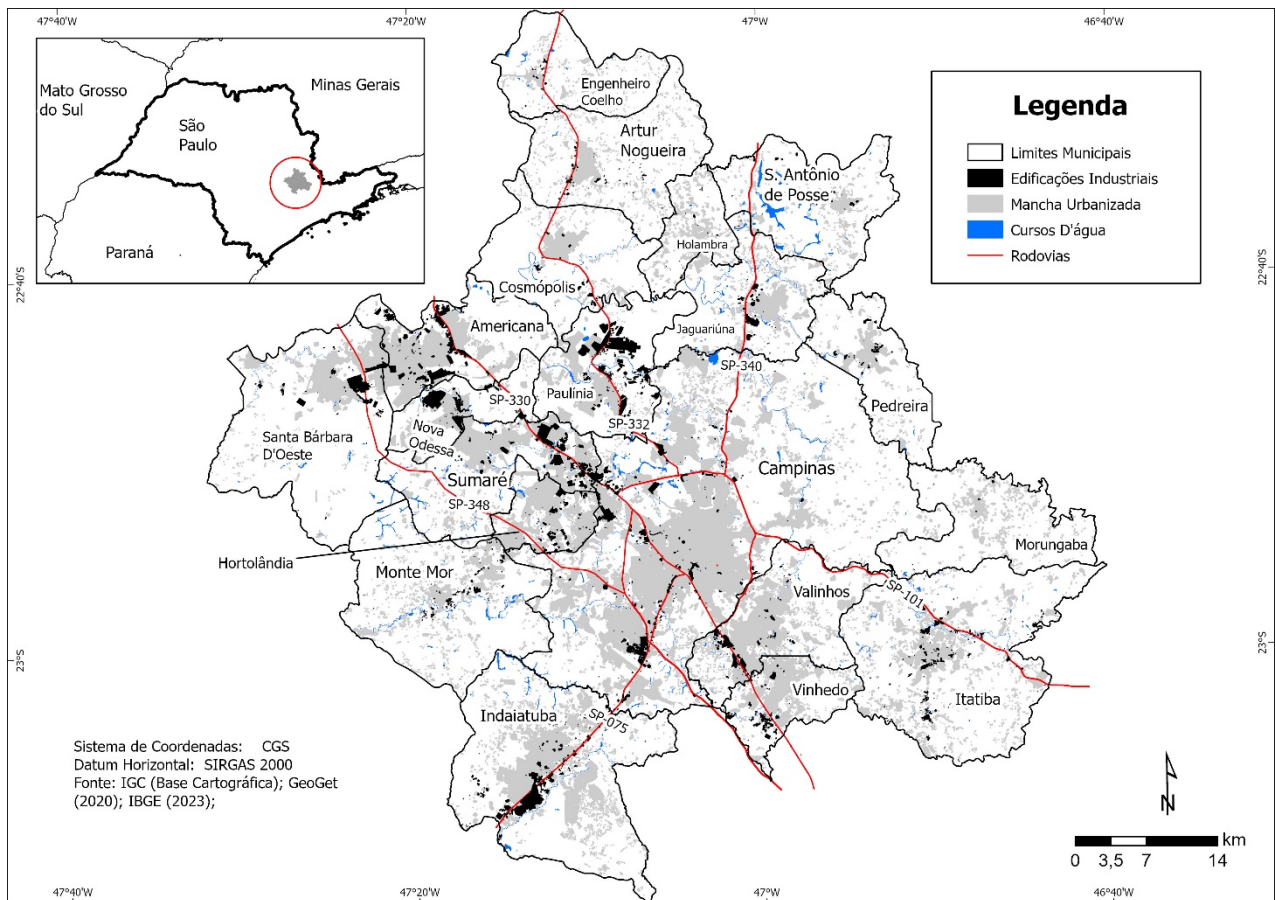 47°40'W
47°20'W
47°W
46°40'W
Mato Grosso
do Sul
Minas Gerais
São
Paulo
Paraná
Legenda
Limites Municipais
Edificações Industriais
Mancha Urbanizada
Cursos D'água
Rodovias
Engenheiro
Coelho
Artur
Nogueira
S. Antônio
de Posse
Holambra
22°40'S
22°40'S
Cosmópolis
Americana
Jaguariúna
SP-340
Paulínia
SP-330
SP-332
Pedreira
Nova
Odessa
Santa Bárbara
D'Oeste
Campinas
Sumaré
SP-348
Hortolândia
Morungaba
Monte Mor
Valinhos
SP-101
23°S
23°S
Vinhedo
Itatiba
Indaiatuba
SP-075
Sistema de Coordenadas: CGS
Datum Horizontal: SIRGAS 2000
Fonte: IGC (Base Cartográfica); GeoGet
(2020); IBGE (2023);
N
km
0 3,5 7 14
47°40'W
47°20'W
47°W
46°40'W